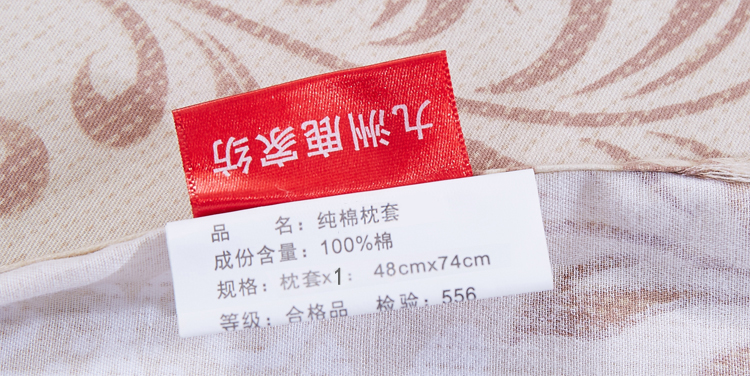 九洲鹿家纺
品 名：纯棉枕套
成份含量：100%棉
规格：枕套x1： 48cmx74cm
等级：合格品 检验：556